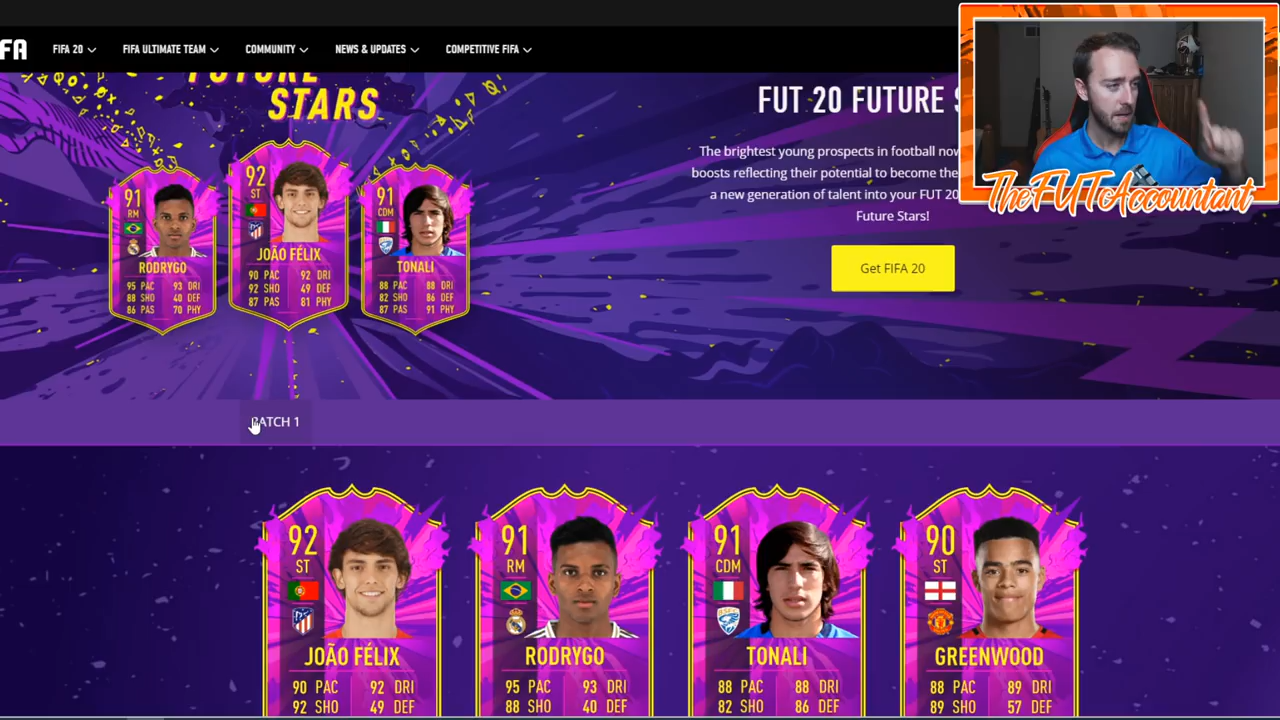 FA
FIFA 20
FIFA ULTIMATE TEAM
COMMUNITY
NEWS & UPDATES
COMPETITIVE FIFA
TheFUTAccountant
FUTURE
STARS
FUT 20 FUTURE
The brightest young prospects in football now
boosts reflecting their potential to become the
a new generation of talent into your FUT 20
Future Stars!
Get FIFA 20
91
RM
RODRYGO
95 PAC 93 DRI
88 SHO 40 DEF
86 PAS 70 PHY
92
ST
JOÃO FÉLIX
90 PAC 92 DRI
92 SHO 49 DEF
87 PAS 81 PHY
91
CDM
TONALI
88 PAC 88 DRI
82 SHO 86 DEF
87 PAS 91 PHY
BATCH 1
92
ST
JOÃO FÉLIX
90 PAC 92 DRI
92 SHO 49 DEF
91
RM
RODRYGO
95 PAC 93 DRI
88 SHO 40 DEF
91
CDM
TONALI
88 PAC 88 DRI
82 SHO 86 DEF
90
ST
GREENWOOD
88 PAC 89 DRI
89 SHO 57 DEF